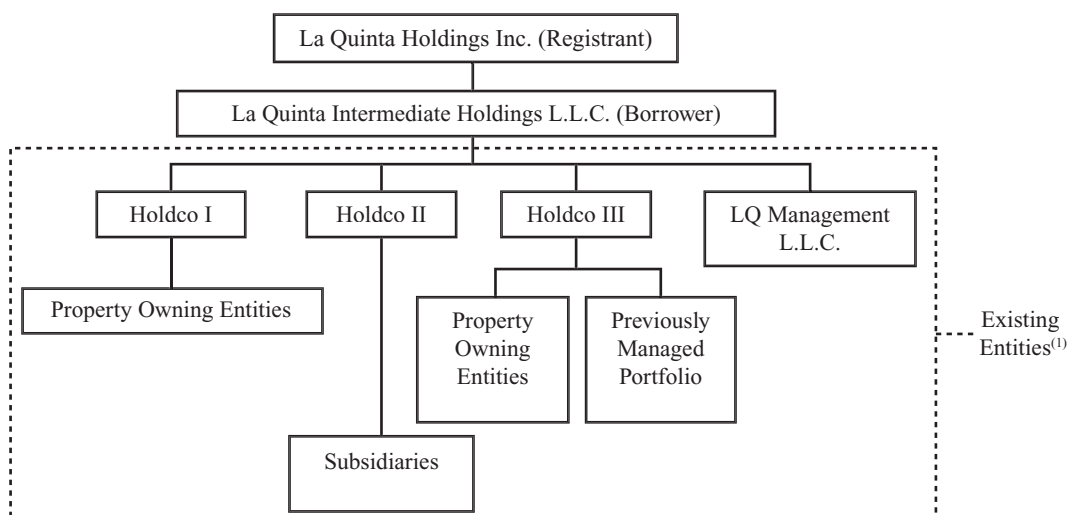 La Quinta Holdings Inc. (Registrant)
La Quinta Intermediate Holdings L.L.C. (Borrower)
Holdco I
Holdco II
Holdco III
LQ Management
L.L.C.
Property Owning Entities
Property
Owning
Entities
Previously
Managed
Portfolio
Existing
Entities(1)
Subsidiaries